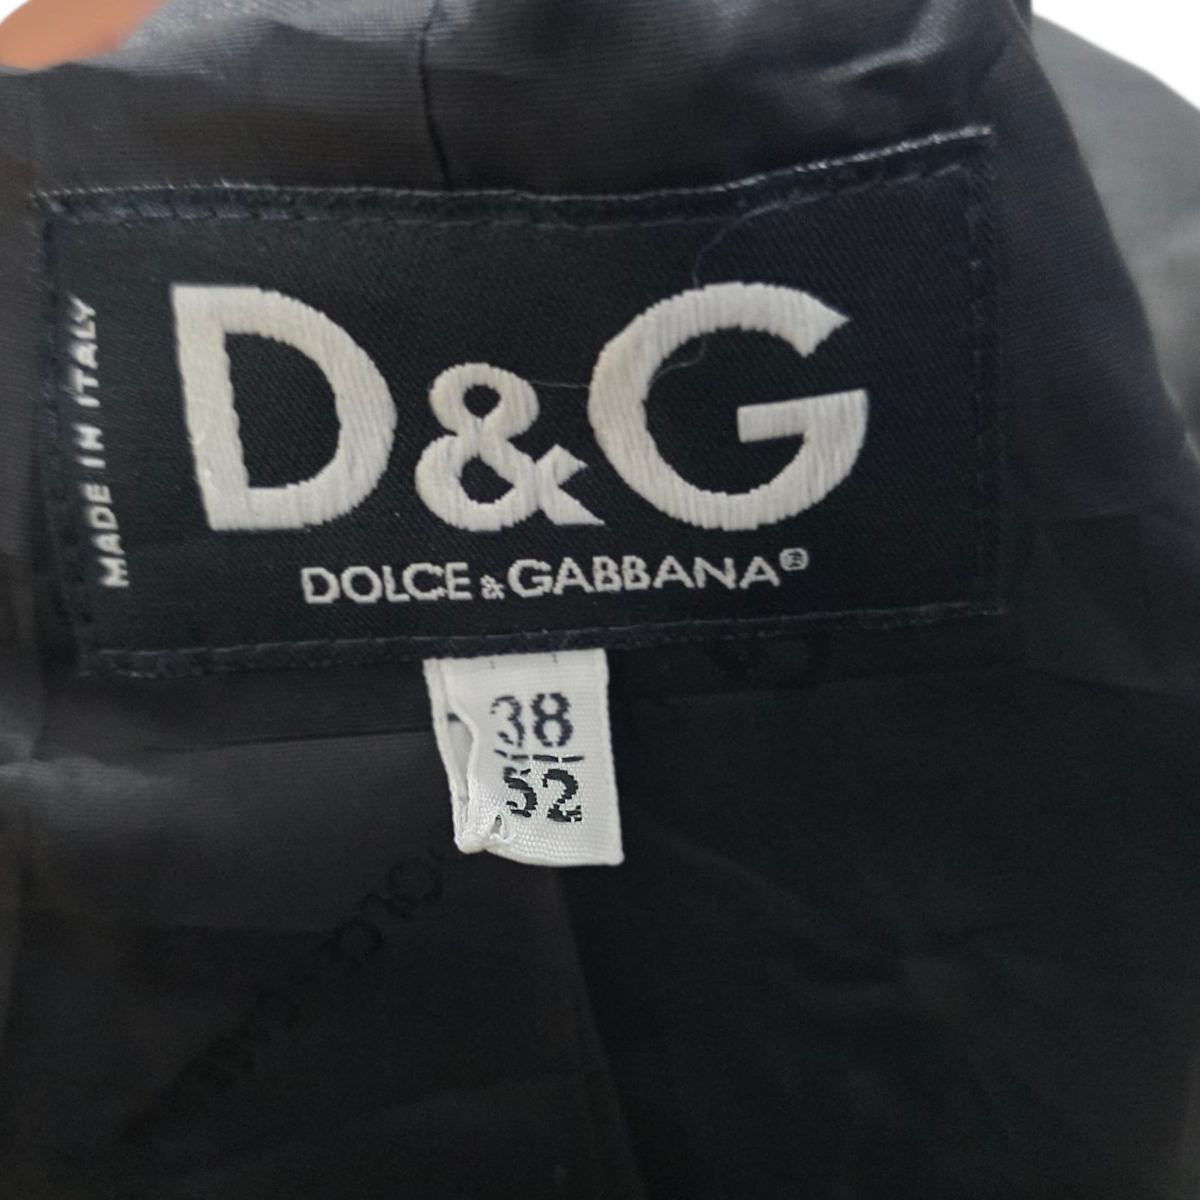 MADE IN ITALY
D&G
DOLCE & GABBANA®
38
52